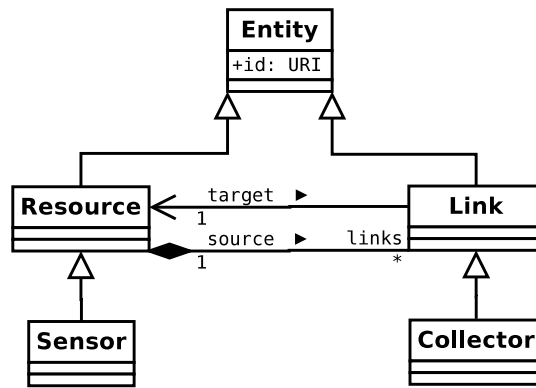 Entity
+id: URI
Resource
target
1
Link
source
1
links
*
Sensor
Collector